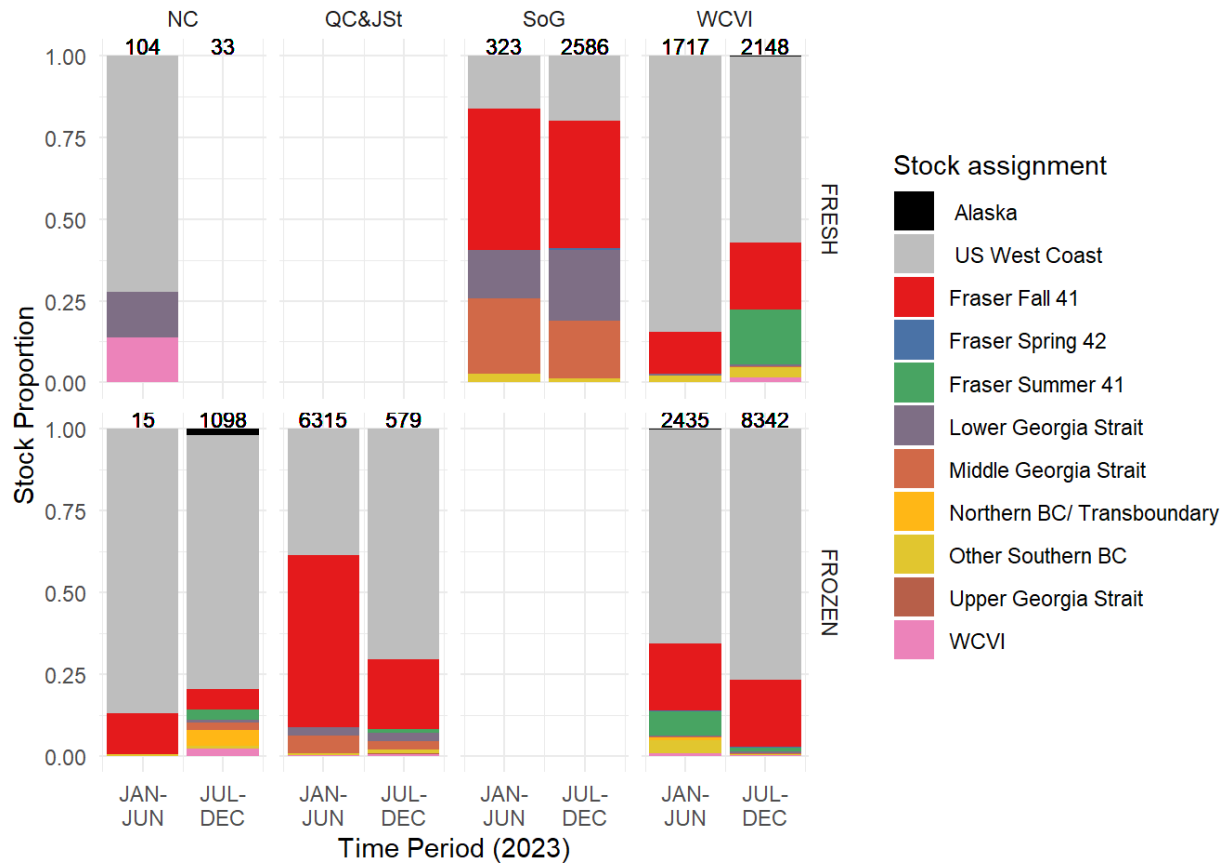 NC QC&JSt SoG WCVI
104 33 323 2586 1717 2148
1.00
0.75
0.50
0.25
0.00
FRESH
15 1098 6315 579 2435 8342
1.00
0.75
0.50
0.25
0.00
FROZEN
Stock Proportion
JAN- JUL- JAN- JUL- JAN- JUL- JAN- JUL-
JUN DEC JUN DEC JUN DEC JUN DEC
Time Period (2023)
Stock assignment
Alaska
US West Coast
Fraser Fall 41
Fraser Spring 42
Fraser Summer 41
Lower Georgia Strait
Middle Georgia Strait
Northern BC/ Transboundary
Other Southern BC
Upper Georgia Strait
WCVI